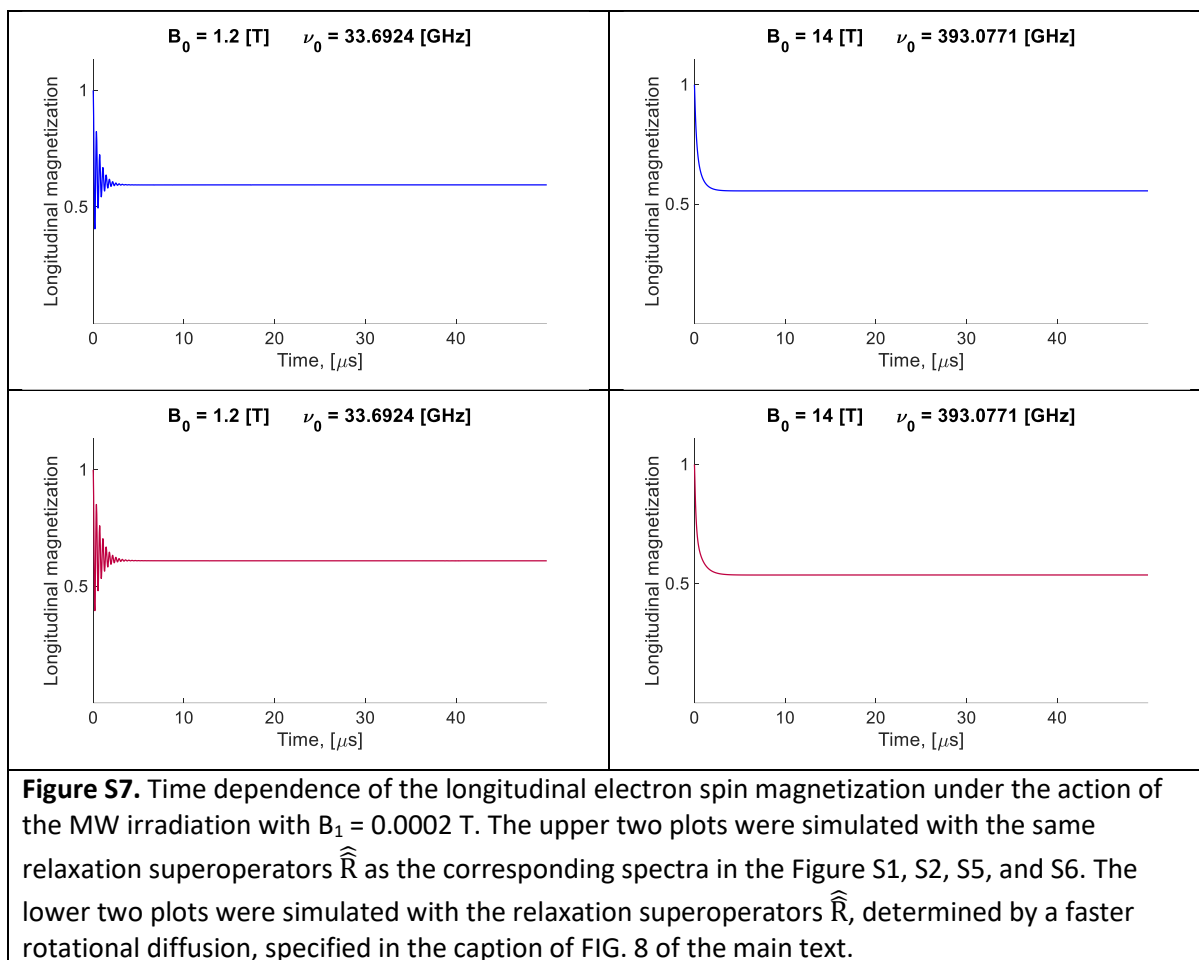 B₀ = 1.2 [T] ν₀ = 33.6924 [GHz]
1
0.5
Longitudinal magnetization
0 10 20 30 40
Time, [μs]
B₀ = 14 [T] ν₀ = 393.0771 [GHz]
1
0.5
Longitudinal magnetization
0 10 20 30 40
Time, [μs]
B₀ = 1.2 [T] ν₀ = 33.6924 [GHz]
1
0.5
Longitudinal magnetization
0 10 20 30 40
Time, [μs]
B₀ = 14 [T] ν₀ = 393.0771 [GHz]
1
0.5
Longitudinal magnetization
0 10 20 30 40
Time, [μs]
Figure S7. Time dependence of the longitudinal electron spin magnetization under the action of
the MW irradiation with B₁ = 0.0002 T. The upper two plots were simulated with the same
relaxation superoperators R̂̂ as the corresponding spectra in the Figure S1, S2, S5, and S6. The
lower two plots were simulated with the relaxation superoperators R̂̂, determined by a faster
rotational diffusion, specified in the caption of FIG. 8 of the main text.